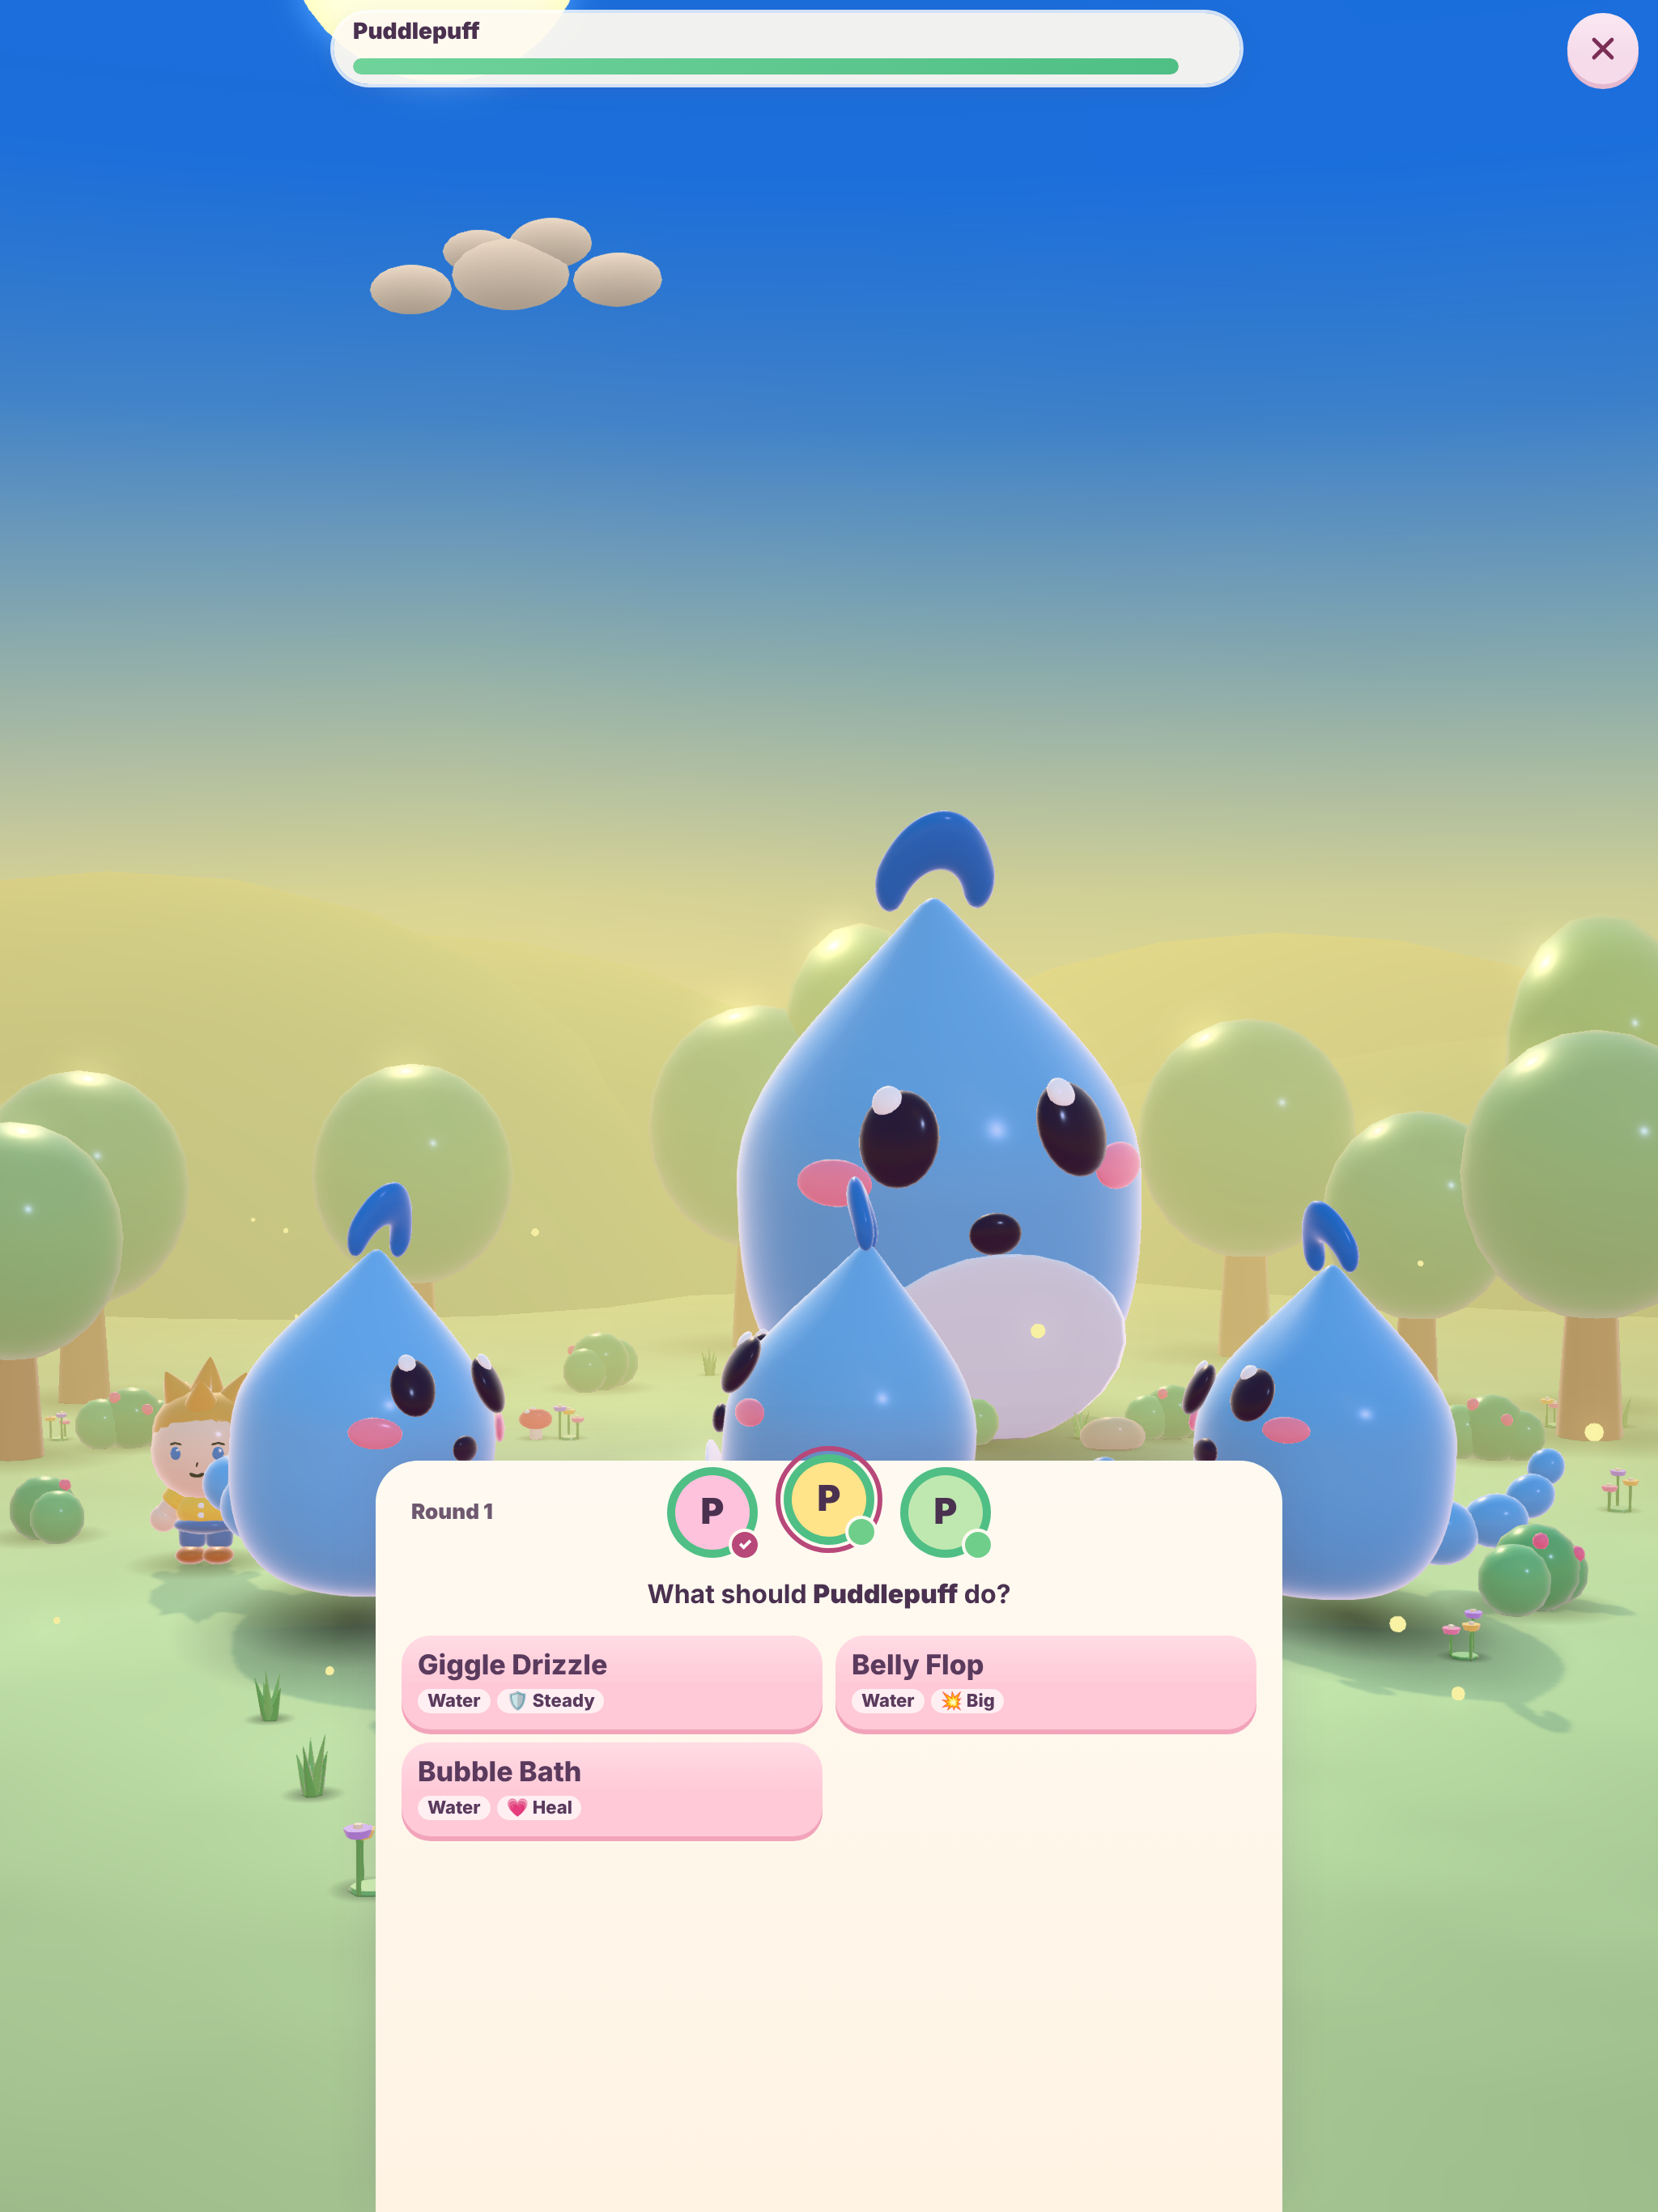 Puddlepuff
Round 1
P
P
P
What should Puddlepuff do?
Giggle Drizzle
Water 🛡️ Steady
Belly Flop
Water 💥 Big
Bubble Bath
Water 💗 Heal